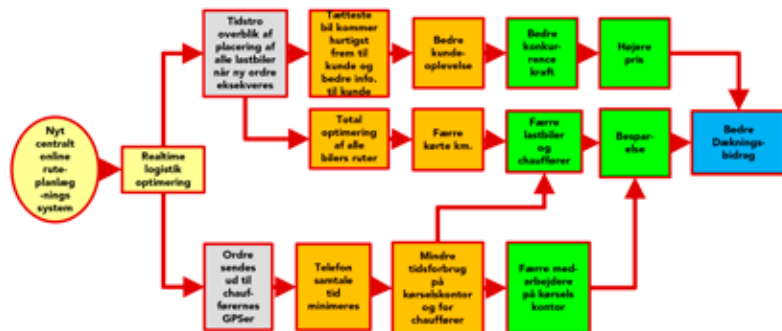 Nyt
centralt
online
rute-
planlæg
-nings
system
Realtime
logistik
optimering
Tidstro
overblik af
placering af
alle lastbiler
når ny ordre
eksekveres
Tætteste
bil kommer
hurtigst
frem til
kunde og
bedre info.
til kunde
Bedre
kunde-
oplevelse
Bedre
konkur-
rence
kraft
Højere
pris
Total
optimering
af alle
bilers ruter
Færre
kørte km.
Færre
lastbiler
og
chauffører
Bespar-
else
Bedre
Dæknings-
bidrag
Ordre
sendes
ud til
chauf-
førernes
GPSer
Telefon
samtale
tid
minimeres
Mindre
tidsforbrug
på
kørselskontor
og for
chauffører
Færre med-
arbejdere
på kørsels
kontor